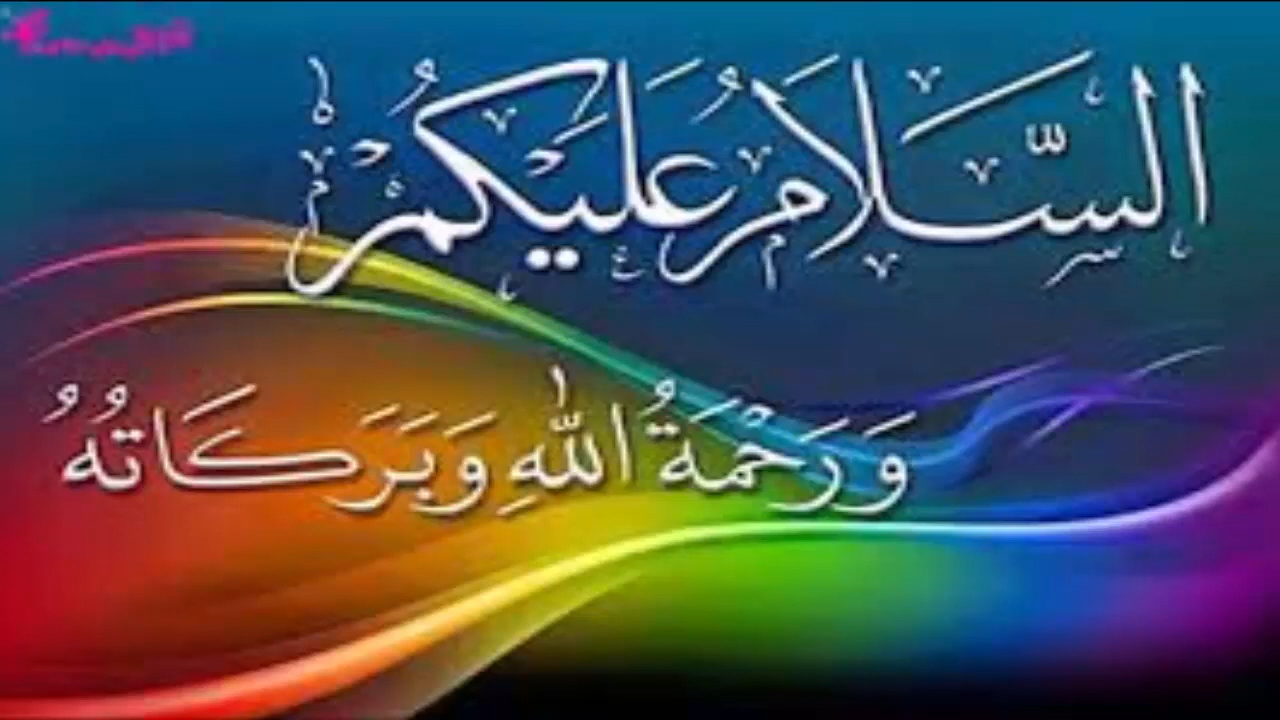 السَّلَامُ عَلَيْكُمْ
وَرَحْمَةُ اللهِ وَبَرَكَاتُهُ